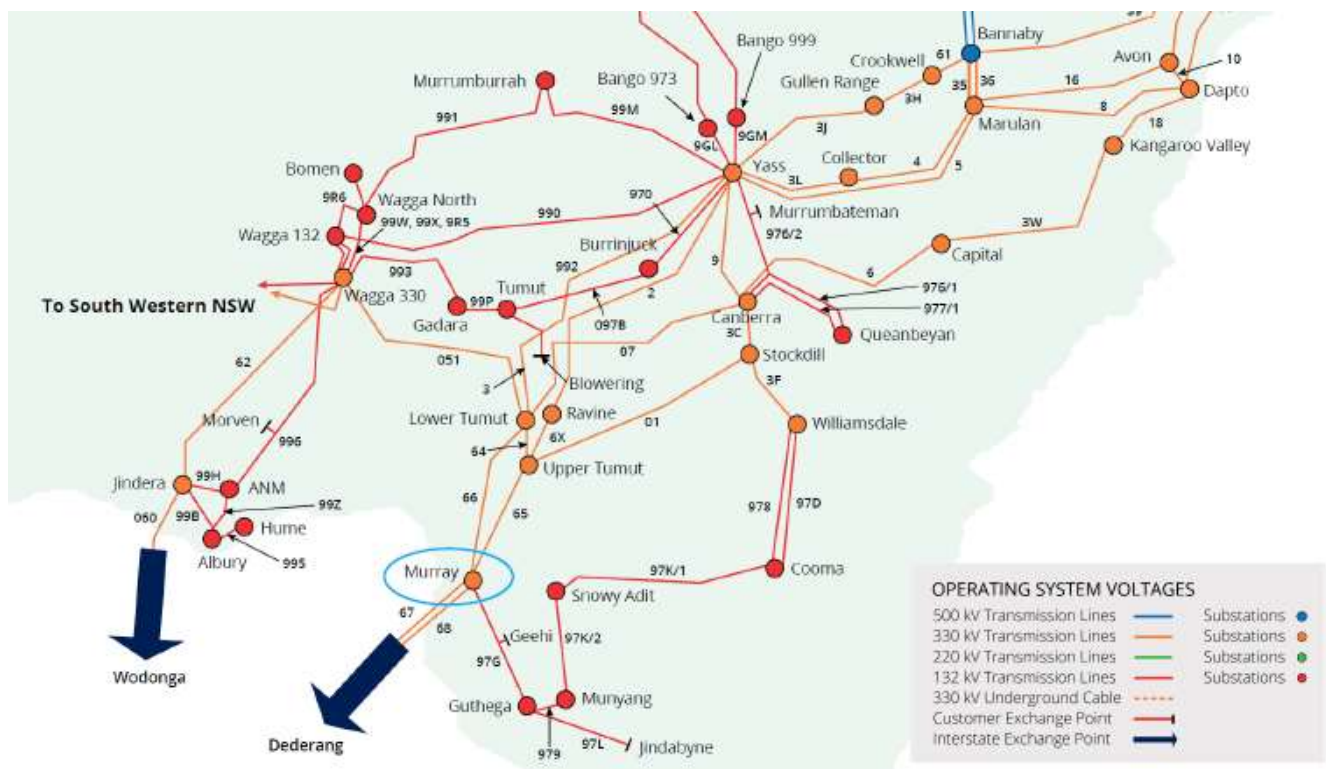 Bannaby
39
Bango 999
Avon
10
Crookwell
61
Murrumburrah
Bango 973
Gullen Range
35
36
16
Dapto
3H
8
991
99M
9GM
3J
Marulan
18
9GL
Kangaroo Valley
Yass
Collector
4
5
Bomen
3L
9R6
Wagga North
970
Murrumbateman
990
99W, 99X, 9R5
3W
Wagga 132
976/2
Burrinjuck
Capital
992
9
993
6
2
976/1
To South Western NSW
Wagga 330
Tumut
99P
977/1
Gadara
097B
Canberra
Queanbeyan
3C
07
051
Stockdill
62
3
Blowering
3F
Morven
Lower Tumut
Ravine
01
Williamsdale
996
64
6X
Upper Tumut
99H
Jindera
ANM
66
978
97D
99Z
65
060
99B
Hume
Albury
995
Murray
97K/1
Cooma
Snowy Adit
67
68
Geehi
97K/2
97G
Wodonga
Guthega
Munyang
Dederang
979
97L
Jindabyne
OPERATING SYSTEM VOLTAGES
500 kV Transmission Lines Substations
330 kV Transmission Lines Substations
220 kV Transmission Lines Substations
132 kV Transmission Lines Substations
330 kV Underground Cable
Customer Exchange Point
Interstate Exchange Point